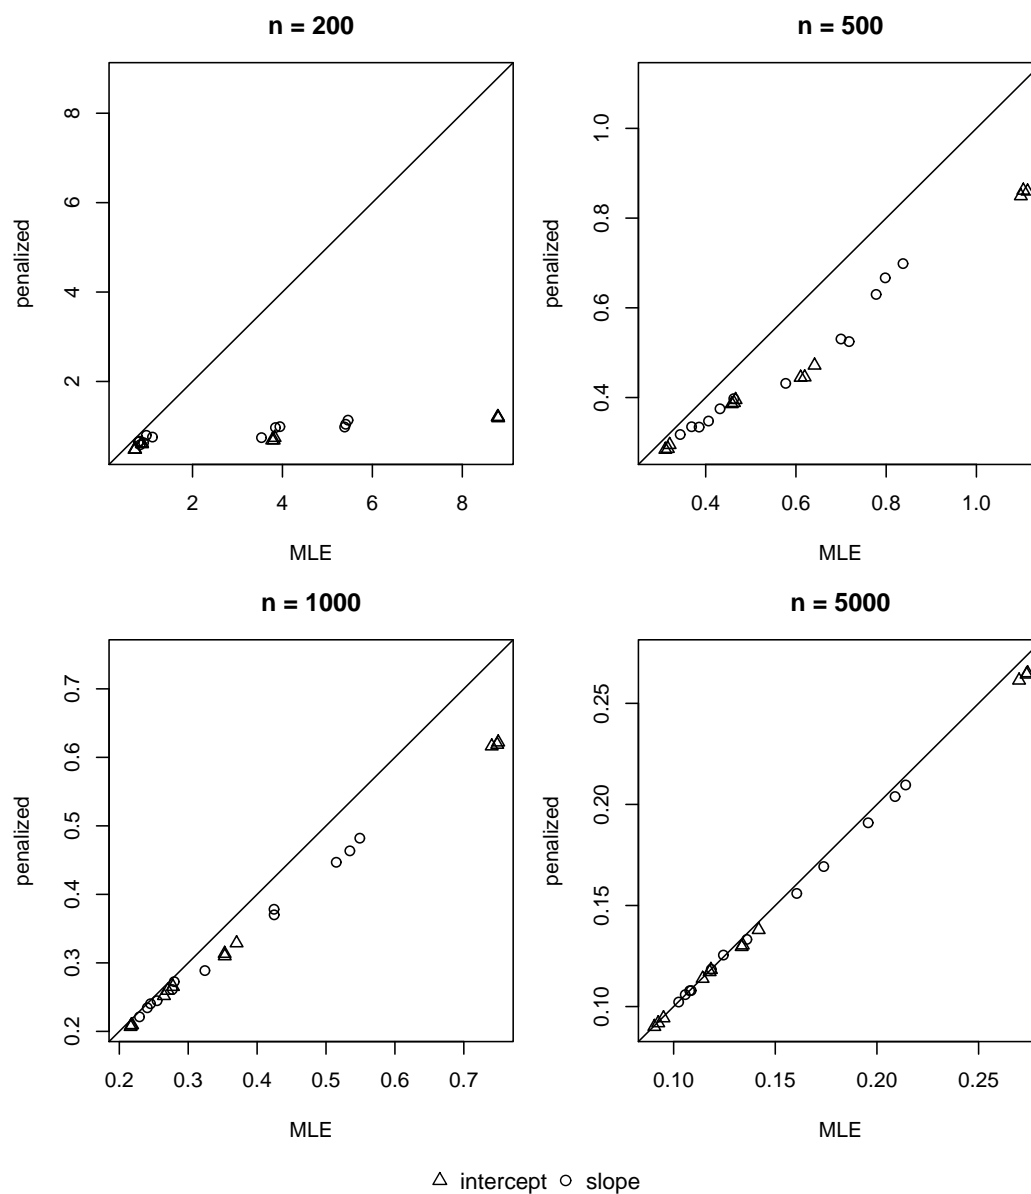 n = 200
8
6
4
2
penalized
2 4 6 8
MLE
n = 500
1.0
0.8
0.6
0.4
penalized
0.4 0.6 0.8 1.0
MLE
n = 1000
0.7
0.6
0.5
0.4
0.3
0.2
penalized
0.2 0.3 0.4 0.5 0.6 0.7
MLE
n = 5000
0.25
0.20
0.15
0.10
penalized
0.10 0.15 0.20 0.25
MLE
intercept slope